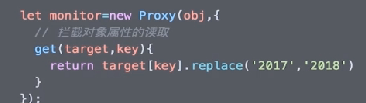 let monitor=new Proxy(obj,{
// 拦截对象属性的读取
get(target,key){
return target[key].replace('2017','2018')
}
});